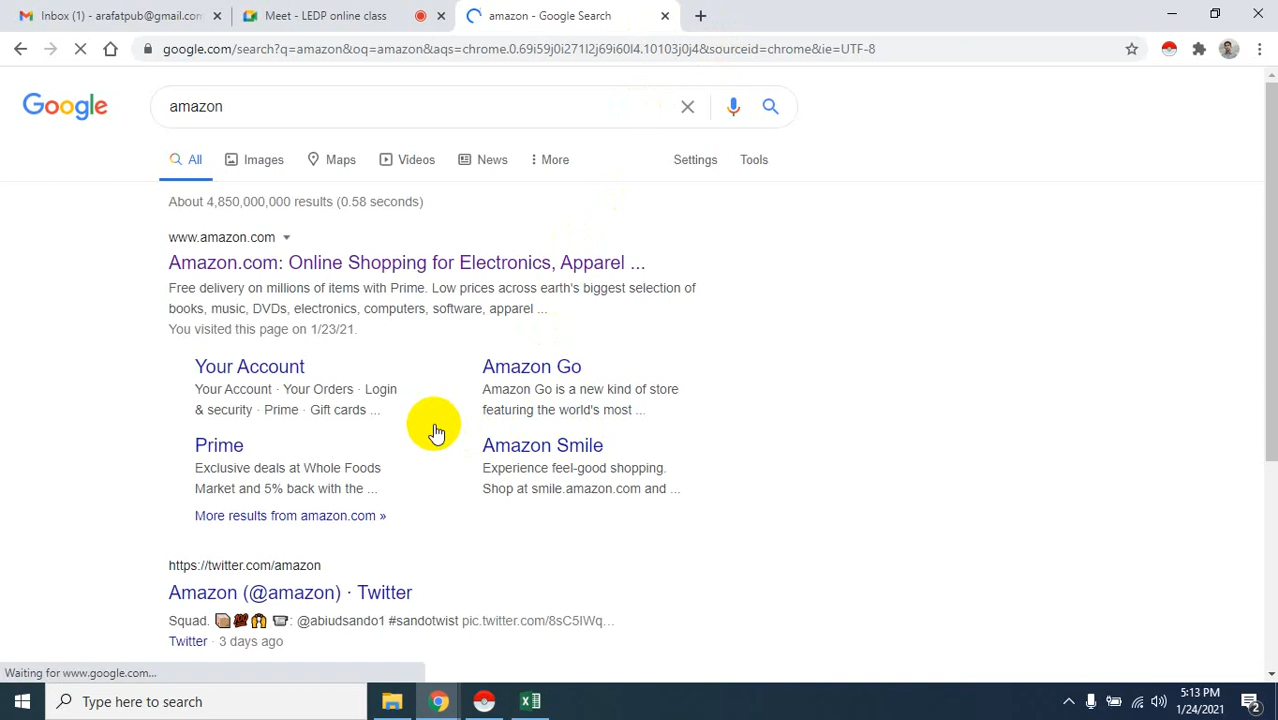 Inbox (1) - arafatpub@gmail.com
Meet - LEDP online class
amazon - Google Search
google.com/search?q=amazon&oq=amazon&aqs=chrome.0.69i59j0i271l2j69i60l4.10103j0j4&sourceid=chrome&ie=UTF-8
Google
amazon
All
Images
Maps
Videos
News
More
Settings
Tools
About 4,850,000,000 results (0.58 seconds)
www.amazon.com
Amazon.com: Online Shopping for Electronics, Apparel ...
Free delivery on millions of items with Prime. Low prices across earth's biggest selection of
books, music, DVDs, electronics, computers, software, apparel ...
You visited this page on 1/23/21.
Your Account
Your Account · Your Orders · Login
& security · Prime · Gift cards ...
Amazon Go
Amazon Go is a new kind of store
featuring the world's most ...
Prime
Exclusive deals at Whole Foods
Market and 5% back with the ...
Amazon Smile
Experience feel-good shopping.
Shop at smile.amazon.com and ...
More results from amazon.com »
https://twitter.com/amazon
Amazon (@amazon) · Twitter
Squad. 📦💯🙌 🛒: @abiudsando1 #sandotwist pic.twitter.com/8sC5IWq...
Twitter · 3 days ago
Waiting for www.google.com...
Type here to search
5:13 PM
1/24/2021
2